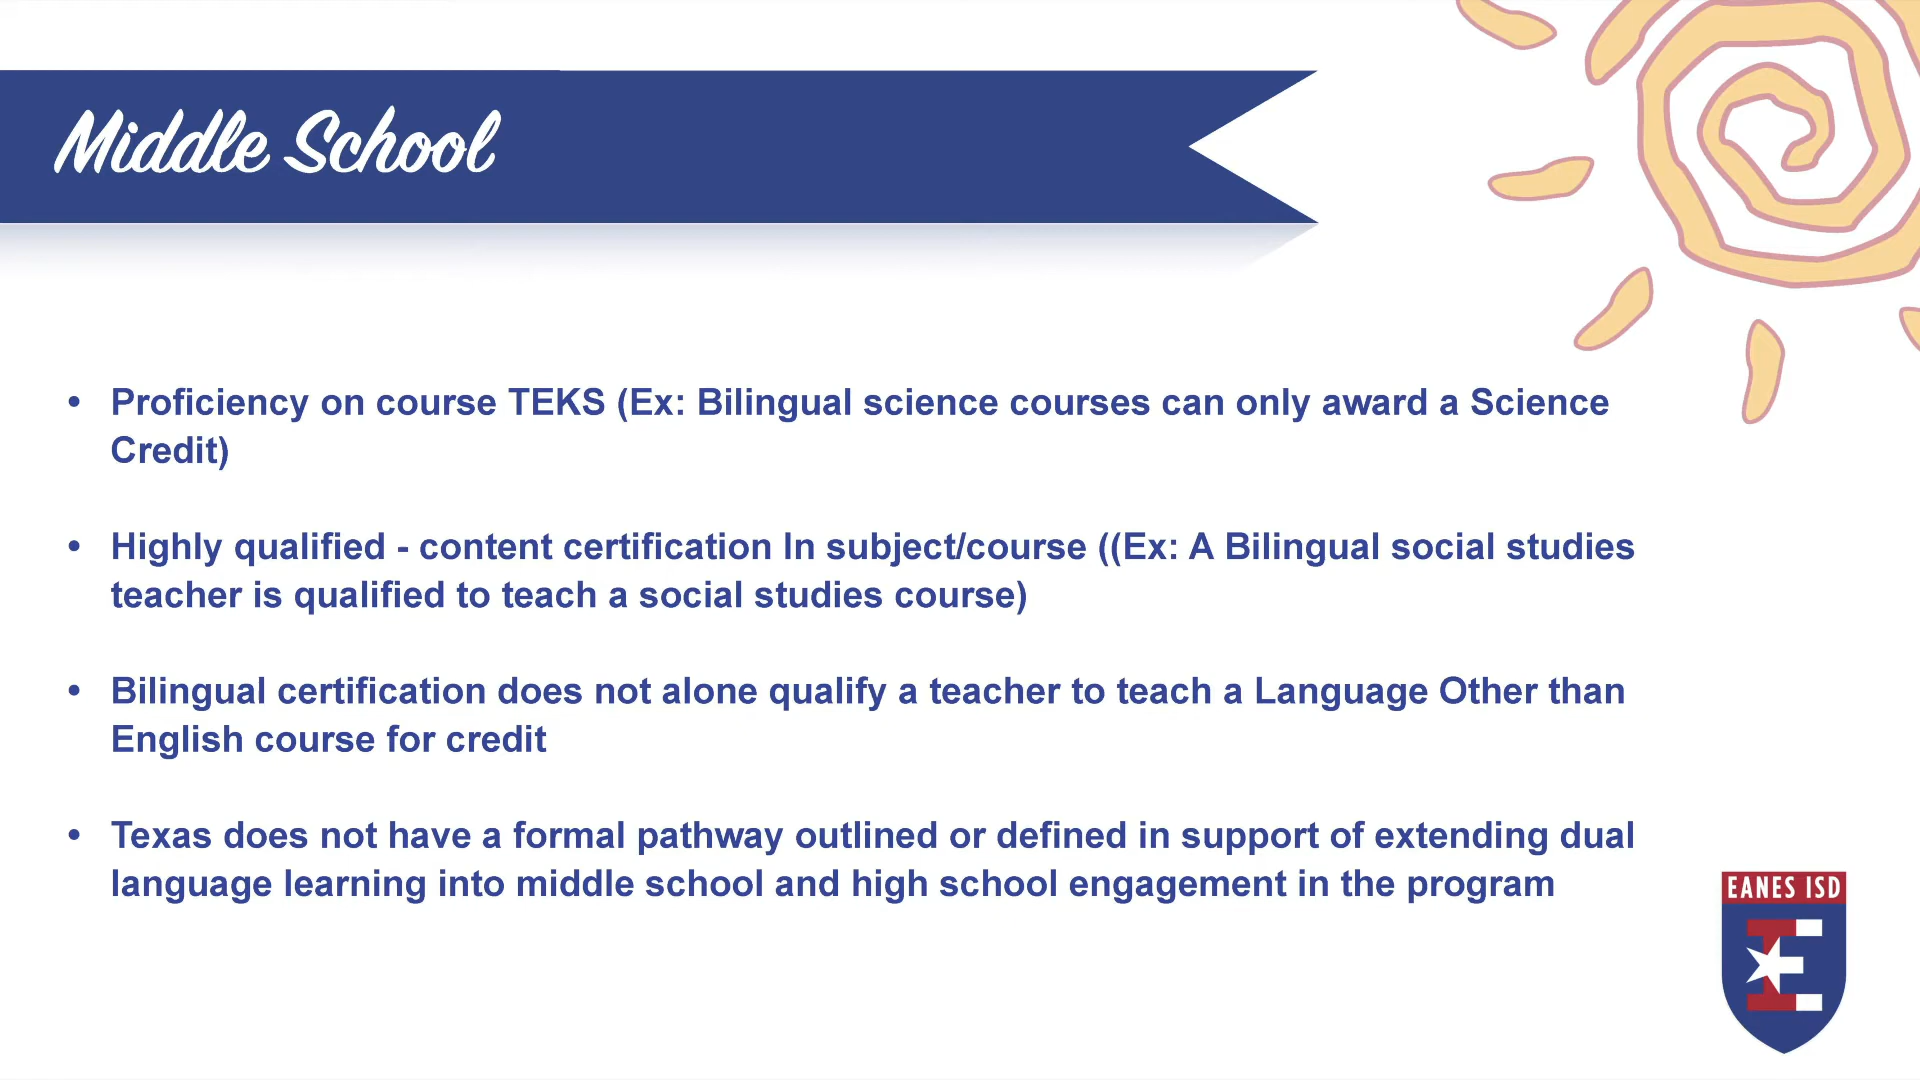 Middle School
• Proficiency on course TEKS (Ex: Bilingual science courses can only award a Science
Credit)
• Highly qualified - content certification In subject/course ((Ex: A Bilingual social studies
teacher is qualified to teach a social studies course)
• Bilingual certification does not alone qualify a teacher to teach a Language Other than
English course for credit
• Texas does not have a formal pathway outlined or defined in support of extending dual
language learning into middle school and high school engagement in the program
EANES ISD
E